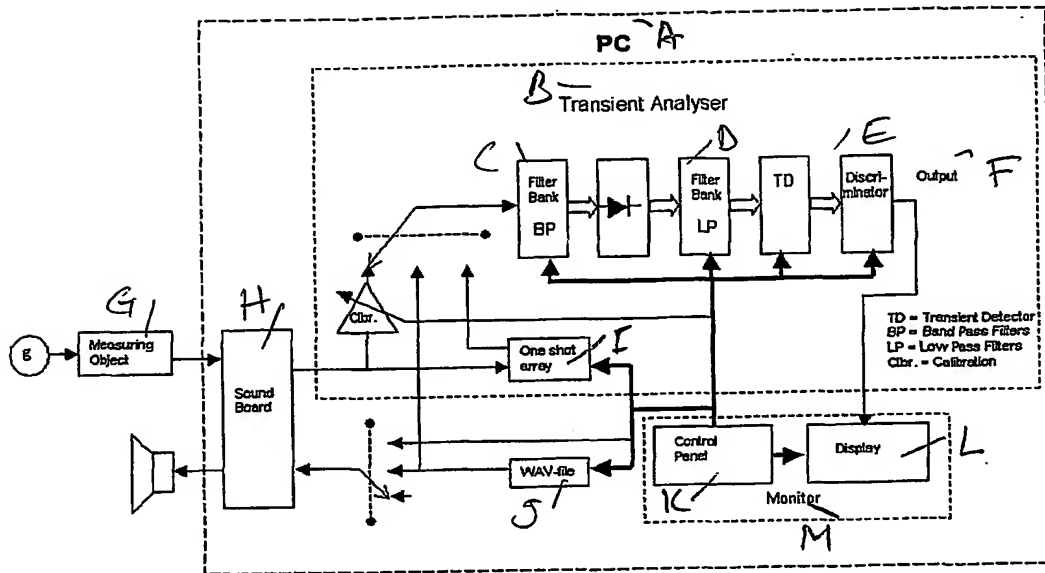 PC A
B Transient Analyser
C
D
E
F
Filter
Bank
BP
Filter
Bank
LP
TD
Discri-
minator
Output
G
H
Clbr.
g
Measuring
Object
Sound
Board
One shot
array
I
TD = Transient Detector
BP = Band Pass Filters
LP = Low Pass Filters
Clbr. = Calibration
WAV-file
J
Control
Panel
K
Display
L
Monitor
M